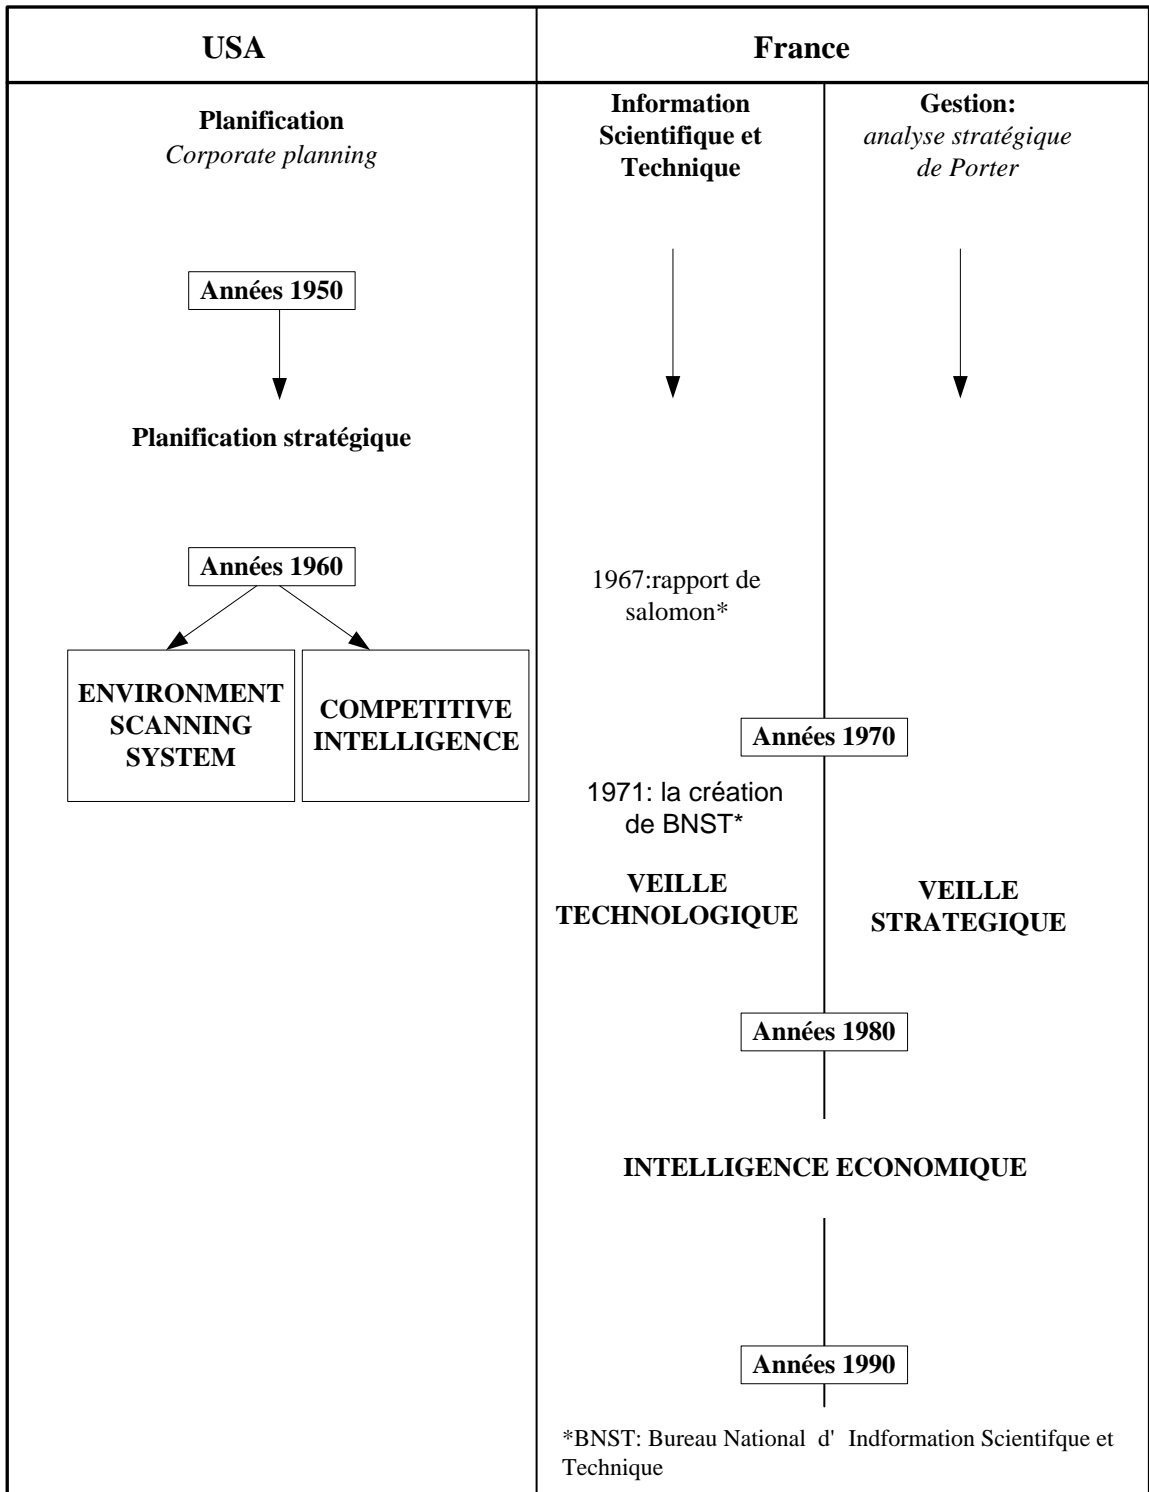 USA
France
Planification
Corporate planning
Années 1950
Planification stratégique
Années 1960
ENVIRONMENT
SCANNING
SYSTEM
COMPETITIVE
INTELLIGENCE
Information
Scientifique et
Technique
1967:rapport de
salomon*
1971: la création
de BNST*
VEILLE
TECHNOLOGIQUE
Gestion:
analyse stratégique
de Porter
VEILLE
STRATEGIQUE
Années 1970
Années 1980
INTELLIGENCE ECONOMIQUE
Années 1990
*BNST: Bureau National d' Indformation Scientifque et
Technique